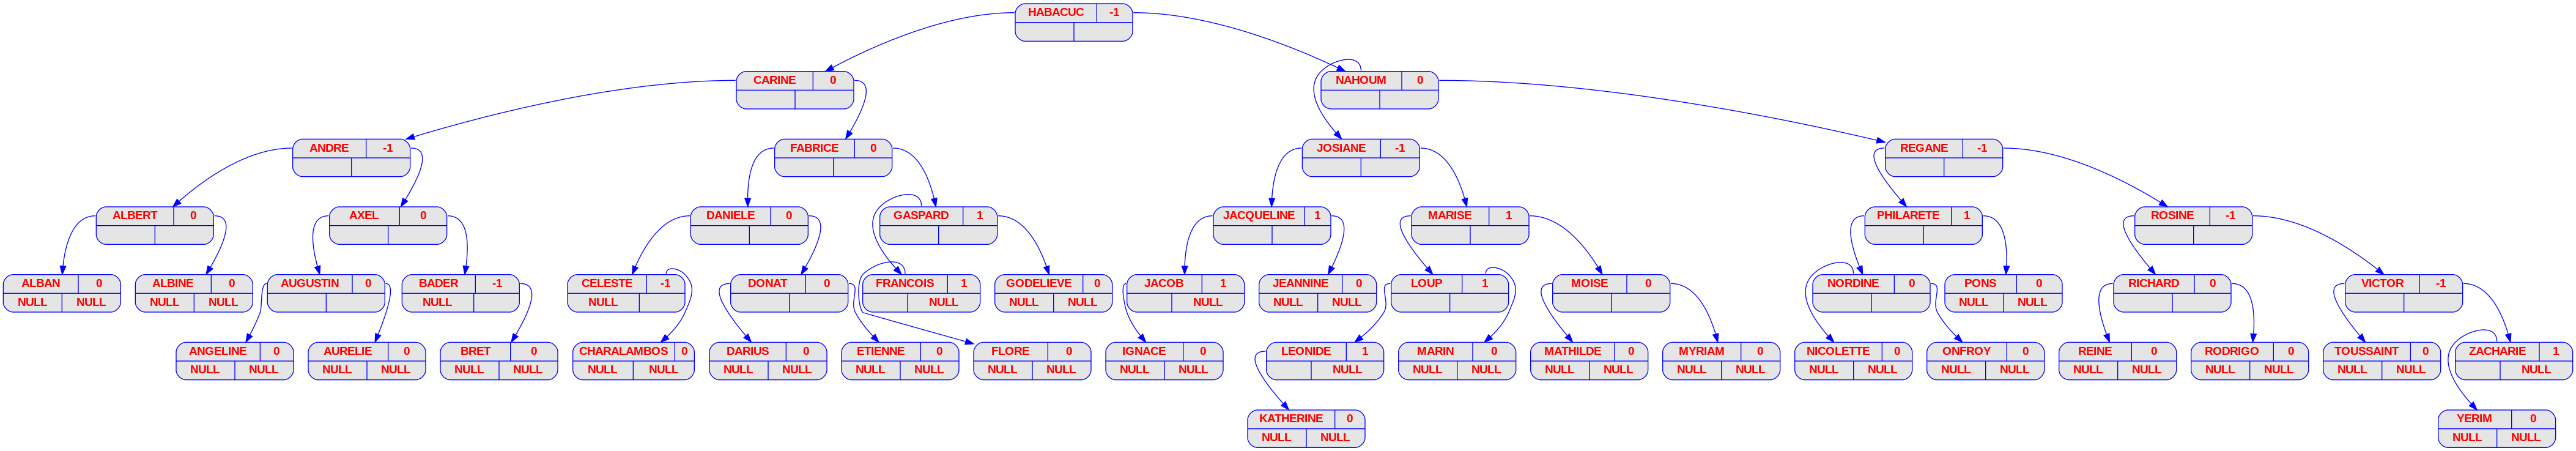 HABACUC -1
CARINE 0
NAHOUM 0
ANDRE -1
FABRICE 0
JOSIANE -1
REGANE -1
ALBERT 0
AXEL 0
DANIELE 0
GASPARD 1
JACQUELINE 1
MARISE 1
PHILARETE 1
ROSINE -1
ALBAN 0
NULL NULL
ALBINE 0
NULL NULL
AUGUSTIN 0
BADER -1
NULL
CELESTE -1
NULL
DONAT 0
FRANCOIS 1
NULL
GODELIEVE 0
NULL NULL
JACOB 1
NULL
JEANNINE 0
NULL NULL
LOUP 1
MOISE 0
NORDINE 0
PONS 0
NULL NULL
RICHARD 0
VICTOR -1
ANGELINE 0
NULL NULL
AURELIE 0
NULL NULL
BRET 0
NULL NULL
CHARALAMBOS 0
NULL NULL
DARIUS 0
NULL NULL
ETIENNE 0
NULL NULL
FLORE 0
NULL NULL
IGNACE 0
NULL NULL
LEONIDE 1
NULL
MARIN 0
NULL NULL
MATHILDE 0
NULL NULL
MYRIAM 0
NULL NULL
NICOLETTE 0
NULL NULL
ONFROY 0
NULL NULL
REINE 0
NULL NULL
RODRIGO 0
NULL NULL
TOUSSAINT 0
NULL NULL
ZACHARIE 1
NULL
KATHERINE 0
NULL NULL
YERIM 0
NULL NULL